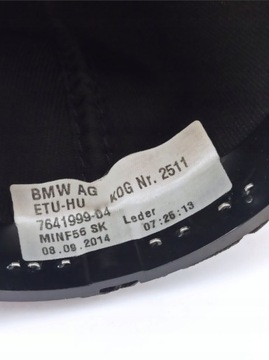 BMW AG KOG Nr. 2511
ETU-HU
7641999-04 Leder
MINF56 SK 07:26:13
08.09.2014